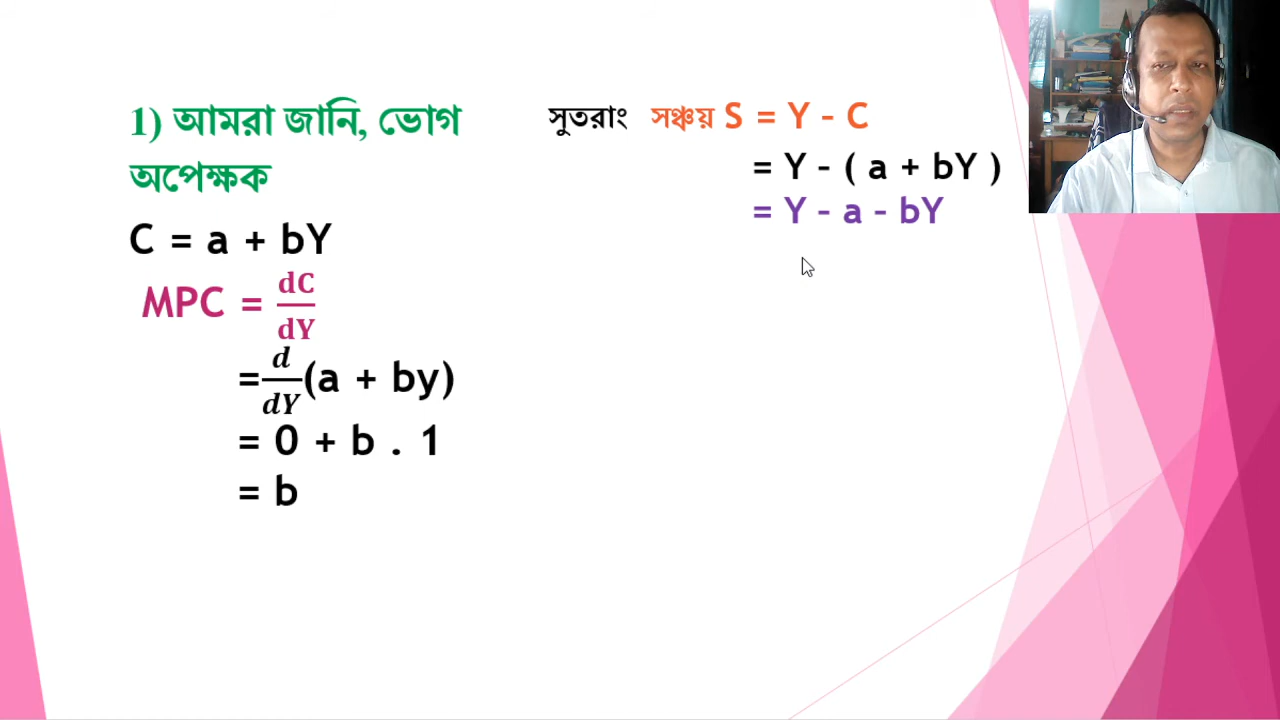 1) আমরা জানি, ভোগ
অপেক্ষক
C = a + bY
MPC = dC/dY
= d/dY (a + by)
= 0 + b . 1
= b
সুতরাং সঞ্চয় S = Y - C
= Y - ( a + bY )
= Y - a - bY